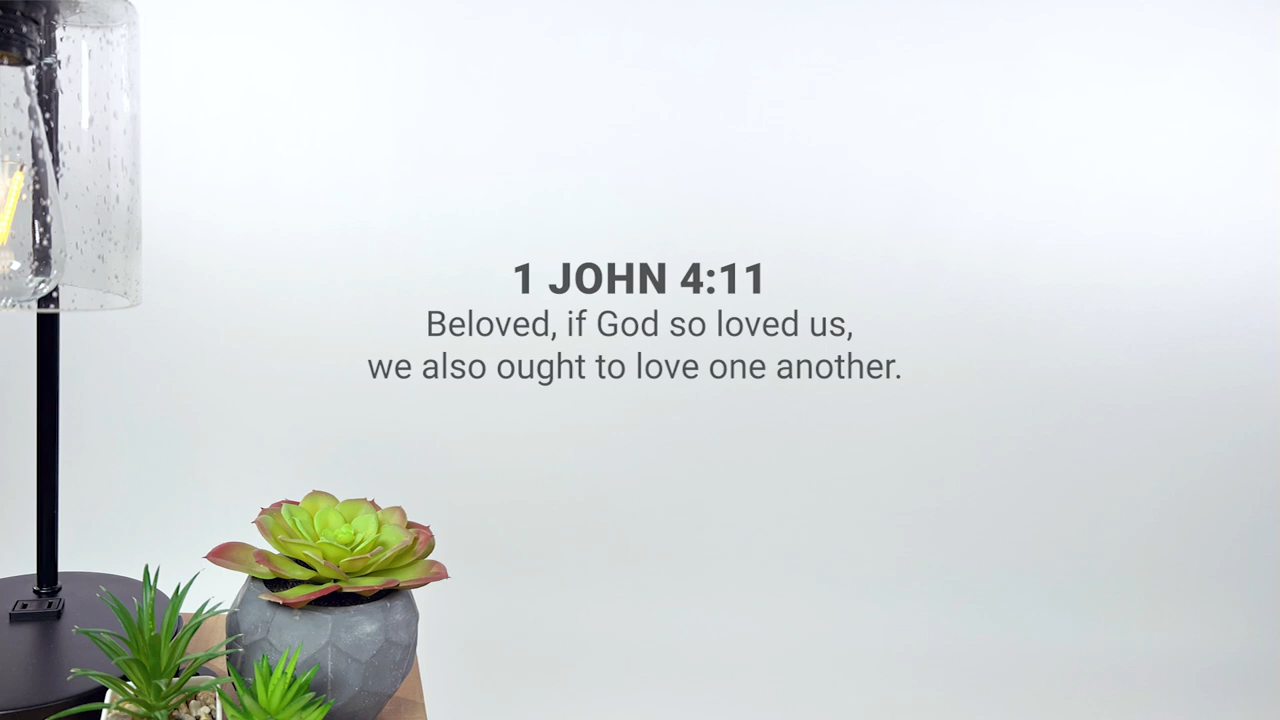 1 JOHN 4:11
Beloved, if God so loved us,
we also ought to love one another.